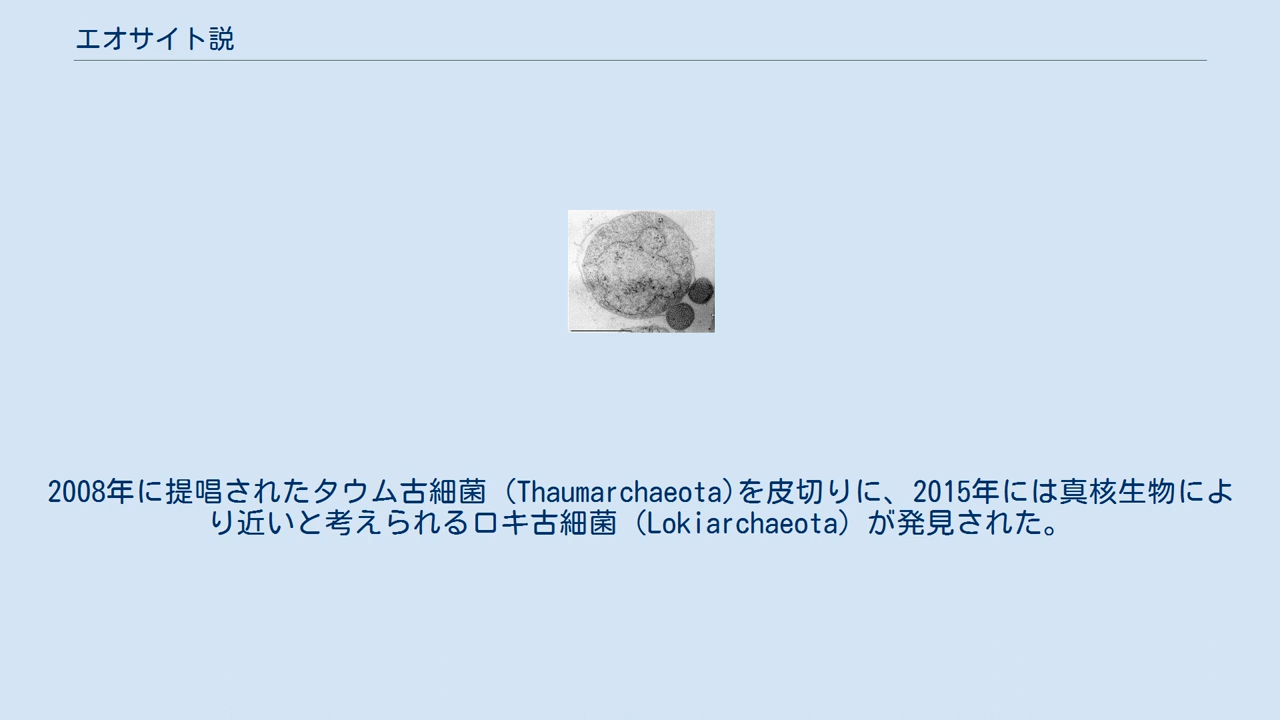 エオサイト説
2008年に提唱されたタウム古細菌 (Thaumarchaeota)を皮切りに、2015年には真核生物によ
り近いと考えられるロキ古細菌 (Lokiarchaeota) が発見された。